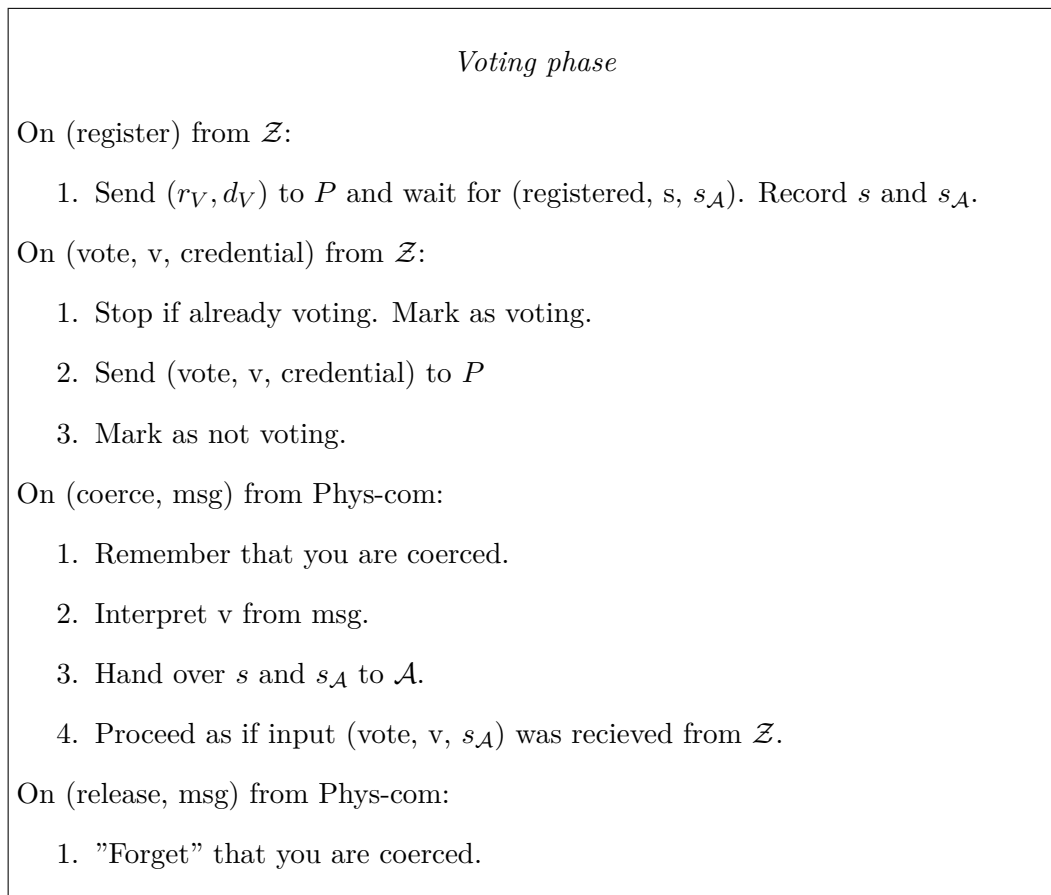 Voting phase
On (register) from 𝒵:
1. Send (r_V, d_V) to P and wait for (registered, s, s_𝒜). Record s and s_𝒜.
On (vote, v, credential) from 𝒵:
1. Stop if already voting. Mark as voting.
2. Send (vote, v, credential) to P
3. Mark as not voting.
On (coerce, msg) from Phys-com:
1. Remember that you are coerced.
2. Interpret v from msg.
3. Hand over s and s_𝒜 to 𝒜.
4. Proceed as if input (vote, v, s_𝒜) was recieved from 𝒵.
On (release, msg) from Phys-com:
1. ”Forget” that you are coerced.